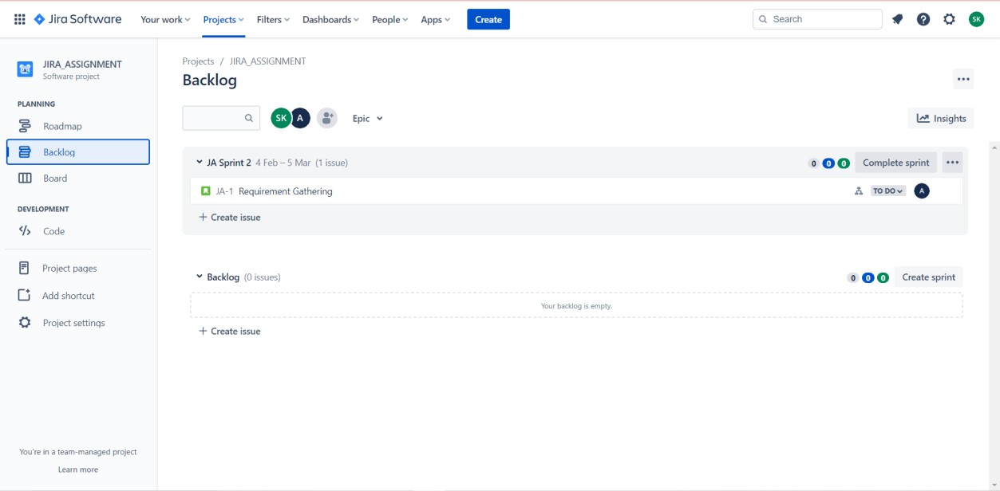 Jira Software Your work Projects Filters Dashboards People Apps Create Search SK
JIRA_ASSIGNMENT
Software project
PLANNING
Roadmap
Backlog
Board
DEVELOPMENT
Code
Project pages
Add shortcut
Project settings
You're in a team-managed project
Learn more
Projects / JIRA_ASSIGNMENT
Backlog
SK A Epic Insights
JA Sprint 2 4 Feb – 5 Mar (1 issue) 0 0 0 Complete sprint
JA-1 Requirement Gathering TO DO A
+ Create issue
Backlog (0 issues) 0 0 0 Create sprint
Your backlog is empty.
+ Create issue